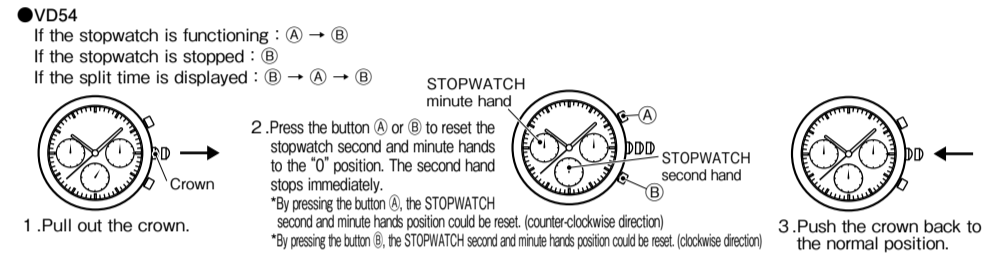 ●VD54
If the stopwatch is functioning : Ⓐ → Ⓑ
If the stopwatch is stopped : Ⓑ
If the split time is displayed : Ⓑ → Ⓐ → Ⓑ
STOPWATCH
minute hand
Ⓐ
STOPWATCH
second hand
Ⓑ
Crown
1.Pull out the crown.
2.Press the button Ⓐ or Ⓑ to reset the
stopwatch second and minute hands
to the "0" position. The second hand
stops immediately.
*By pressing the button Ⓐ, the STOPWATCH
second and minute hands position could be reset. (counter-clockwise direction)
*By pressing the button Ⓑ, the STOPWATCH second and minute hands position could be reset. (clockwise direction)
3.Push the crown back to
the normal position.